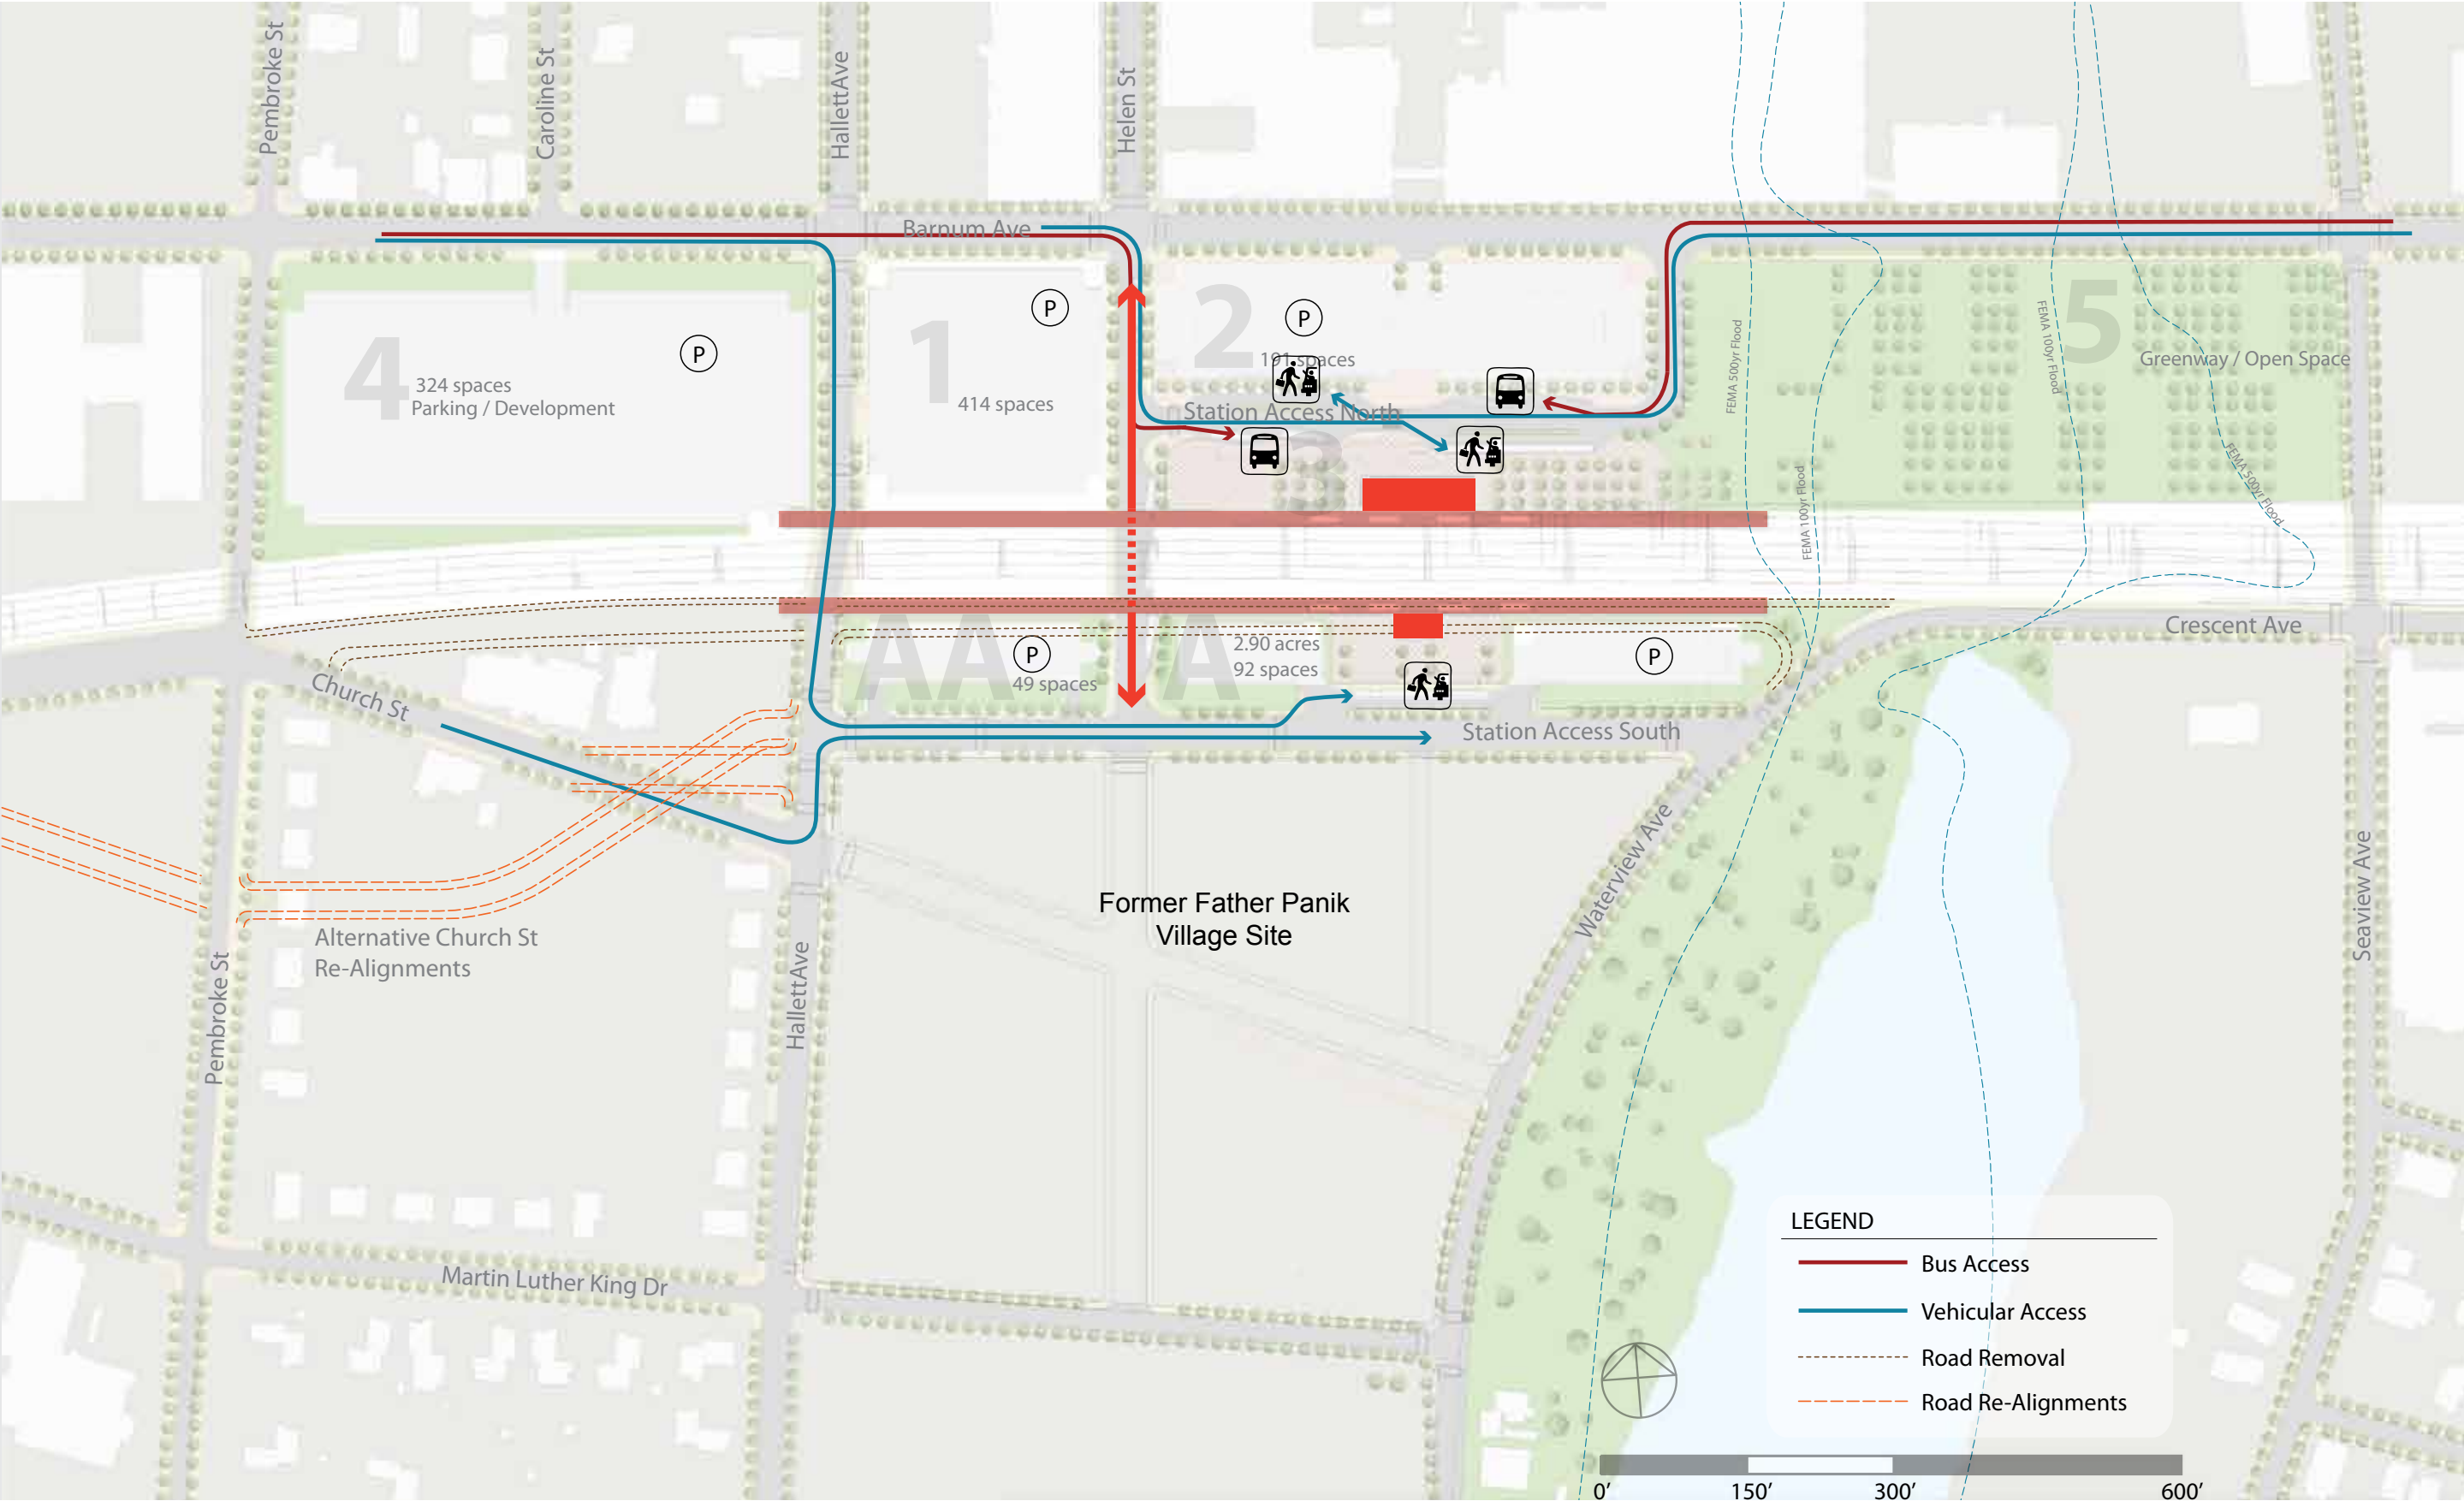 Pembroke St
Caroline St
HallettAve
Helen St
Barnum Ave
P
P
P
4
324 spaces
Parking / Development
1
414 spaces
2
191 spaces
Station Access North
3
5
Greenway / Open Space
FEMA 500yr Flood
FEMA 100yr Flood
FEMA 100yr Flood
FEMA 500yr Flood
AA
P
49 spaces
A
2.90 acres
92 spaces
P
Crescent Ave
Church St
Station Access South
Waterview Ave
Seaview Ave
Former Father Panik
Village Site
Alternative Church St
Re-Alignments
Pembroke St
HallettAve
Martin Luther King Dr
LEGEND
Bus Access
Vehicular Access
Road Removal
Road Re-Alignments
0’
150’
300’
600’